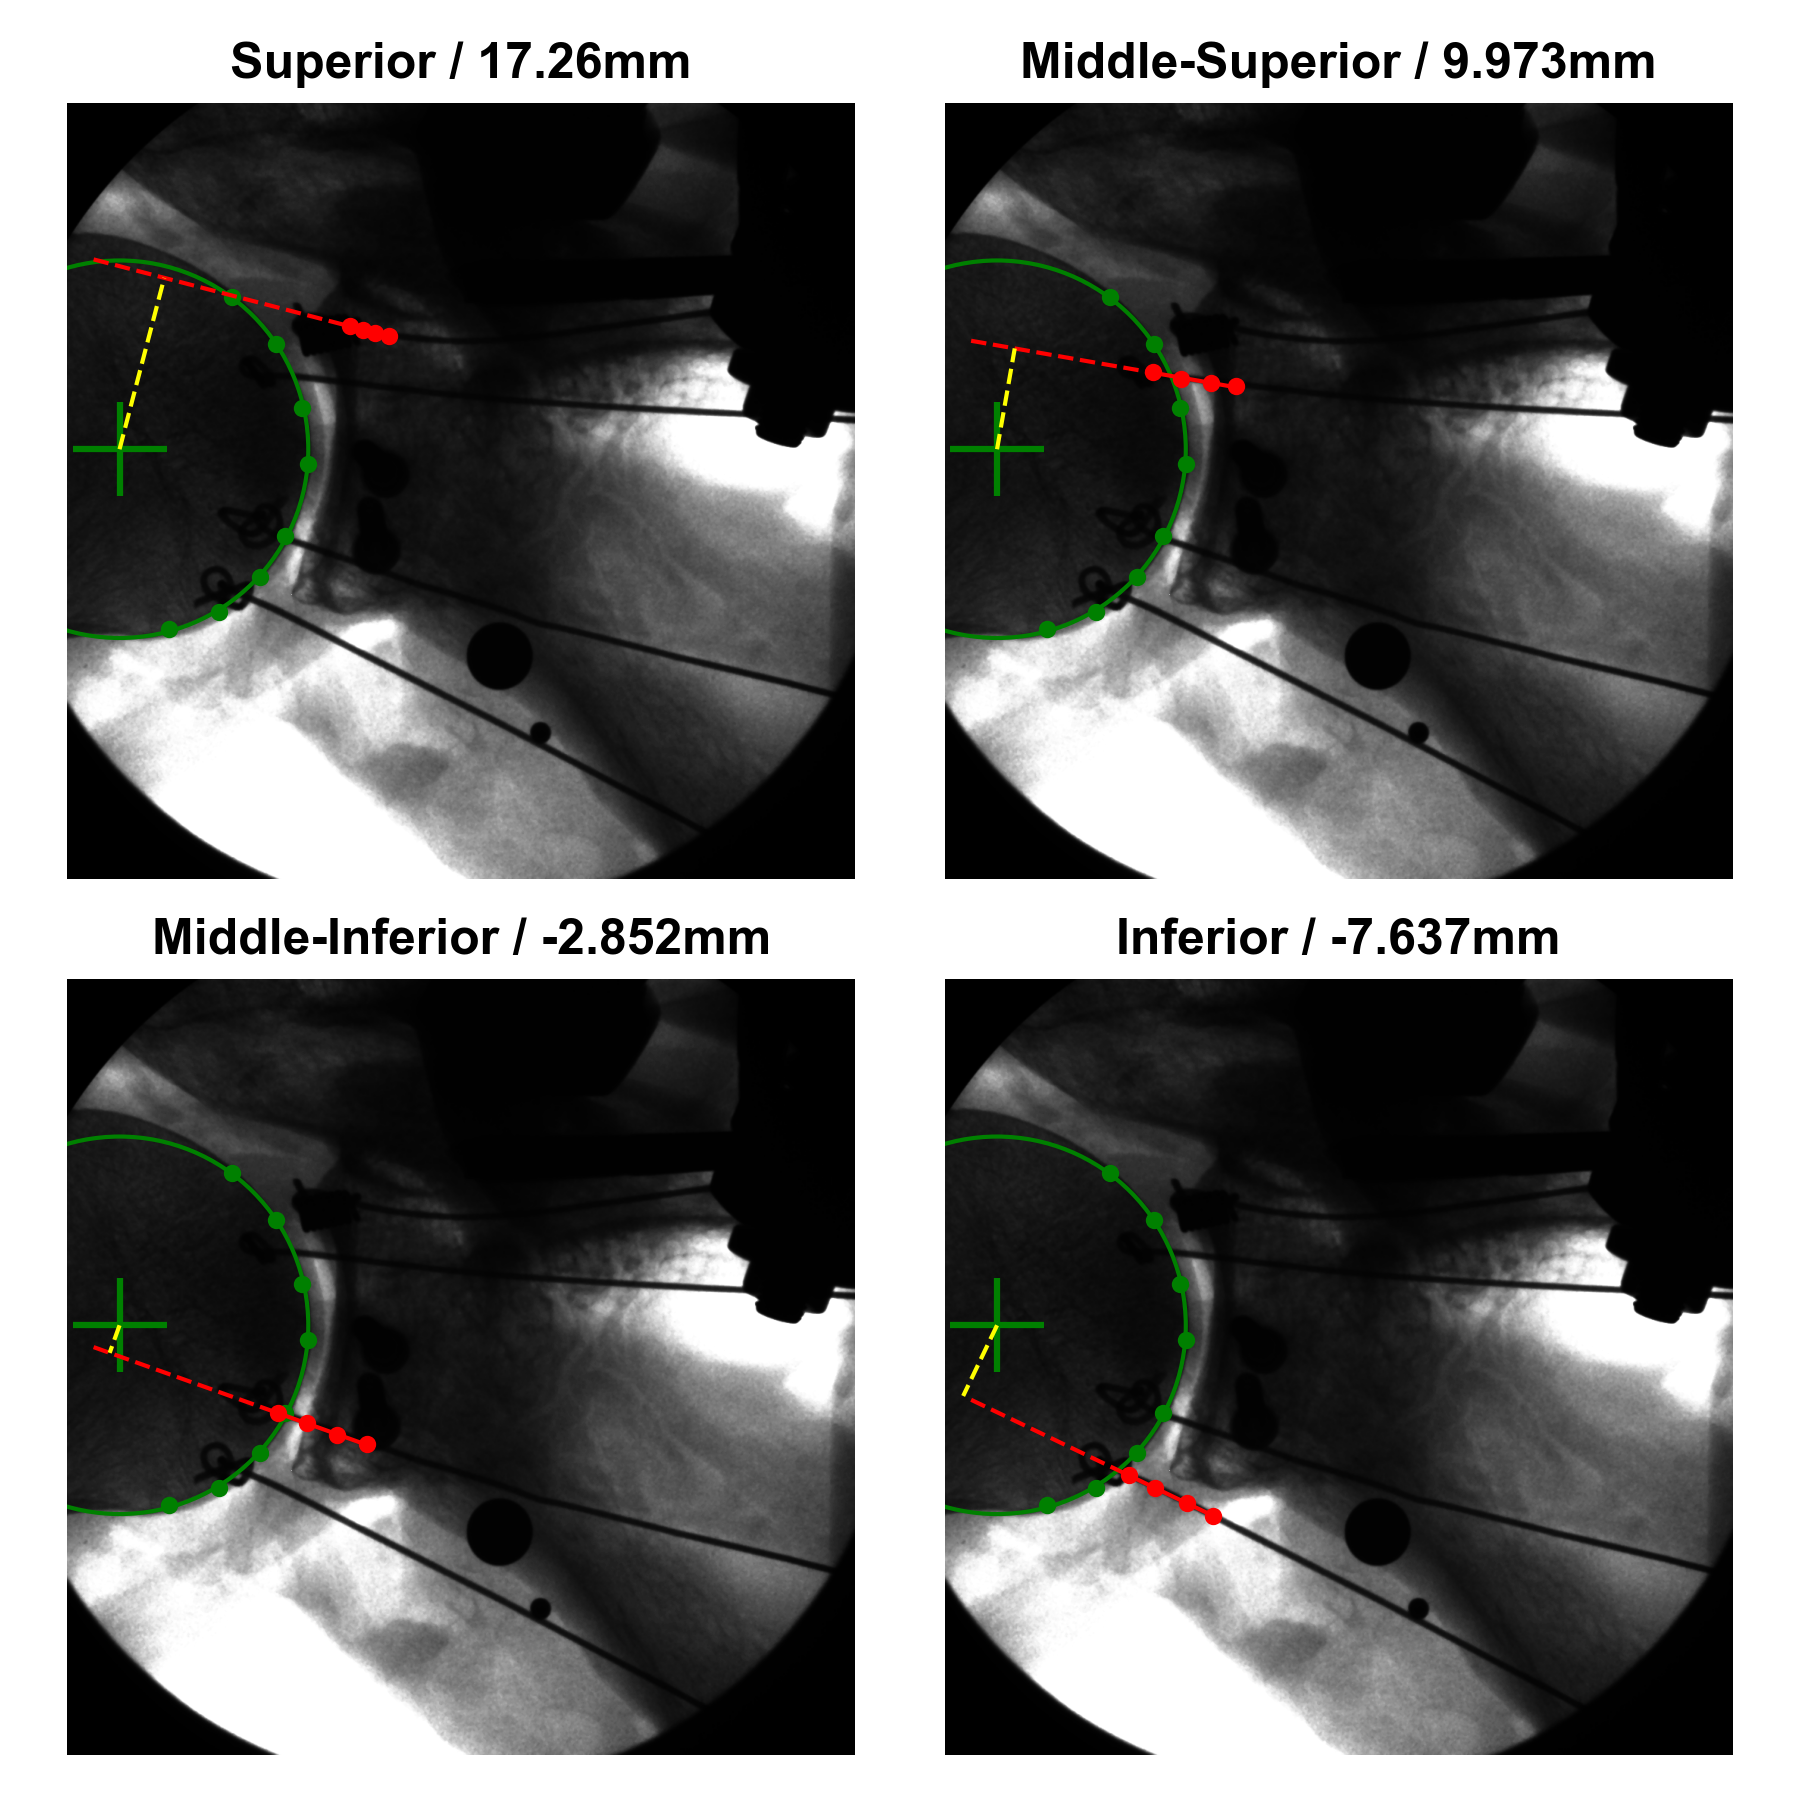 Superior / 17.26mm
Middle-Superior / 9.973mm
Middle-Inferior / -2.852mm
Inferior / -7.637mm